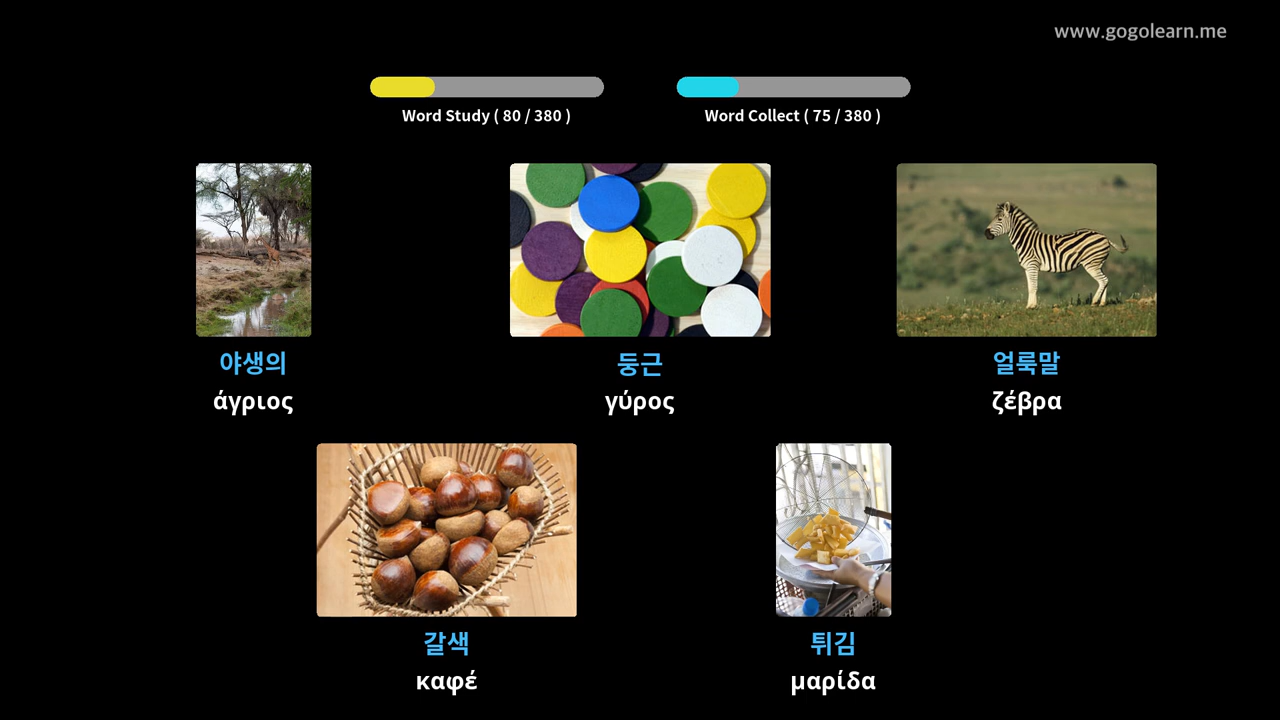 www.gogolearn.me
Word Study ( 80 / 380 )
Word Collect ( 75 / 380 )
야생의
άγριος
둥근
γύρος
얼룩말
ζέβρα
갈색
καφέ
튀김
μαρίδα